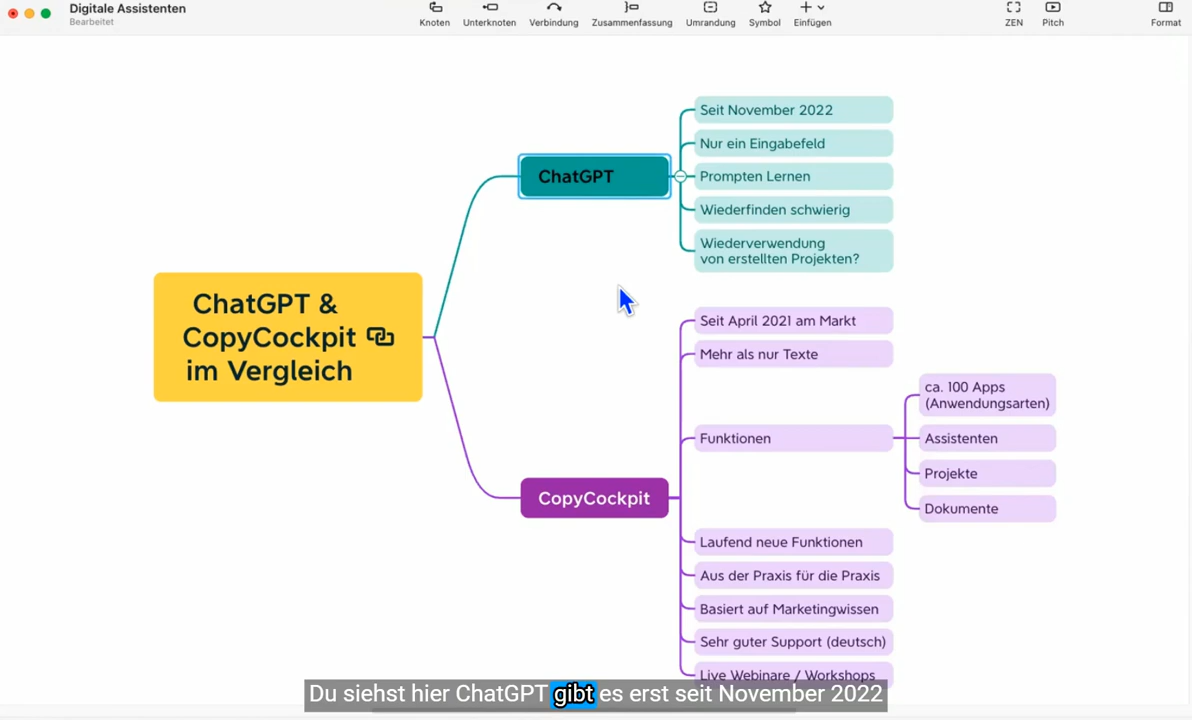 Digitale Assistenten
Bearbeitet
Knoten
Unterknoten
Verbindung
Zusammenfassung
Umrandung
Symbol
Einfügen
ZEN
Pitch
Format
ChatGPT &
CopyCockpit
im Vergleich
ChatGPT
Seit November 2022
Nur ein Eingabefeld
Prompten Lernen
Wiederfinden schwierig
Wiederverwendung
von erstellten Projekten?
CopyCockpit
Seit April 2021 am Markt
Mehr als nur Texte
Funktionen
ca. 100 Apps
(Anwendungsarten)
Assistenten
Projekte
Dokumente
Laufend neue Funktionen
Aus der Praxis für die Praxis
Basiert auf Marketingwissen
Sehr guter Support (deutsch)
Live Webinare / Workshops
Du siehst hier ChatGPT gibt es erst seit November 2022